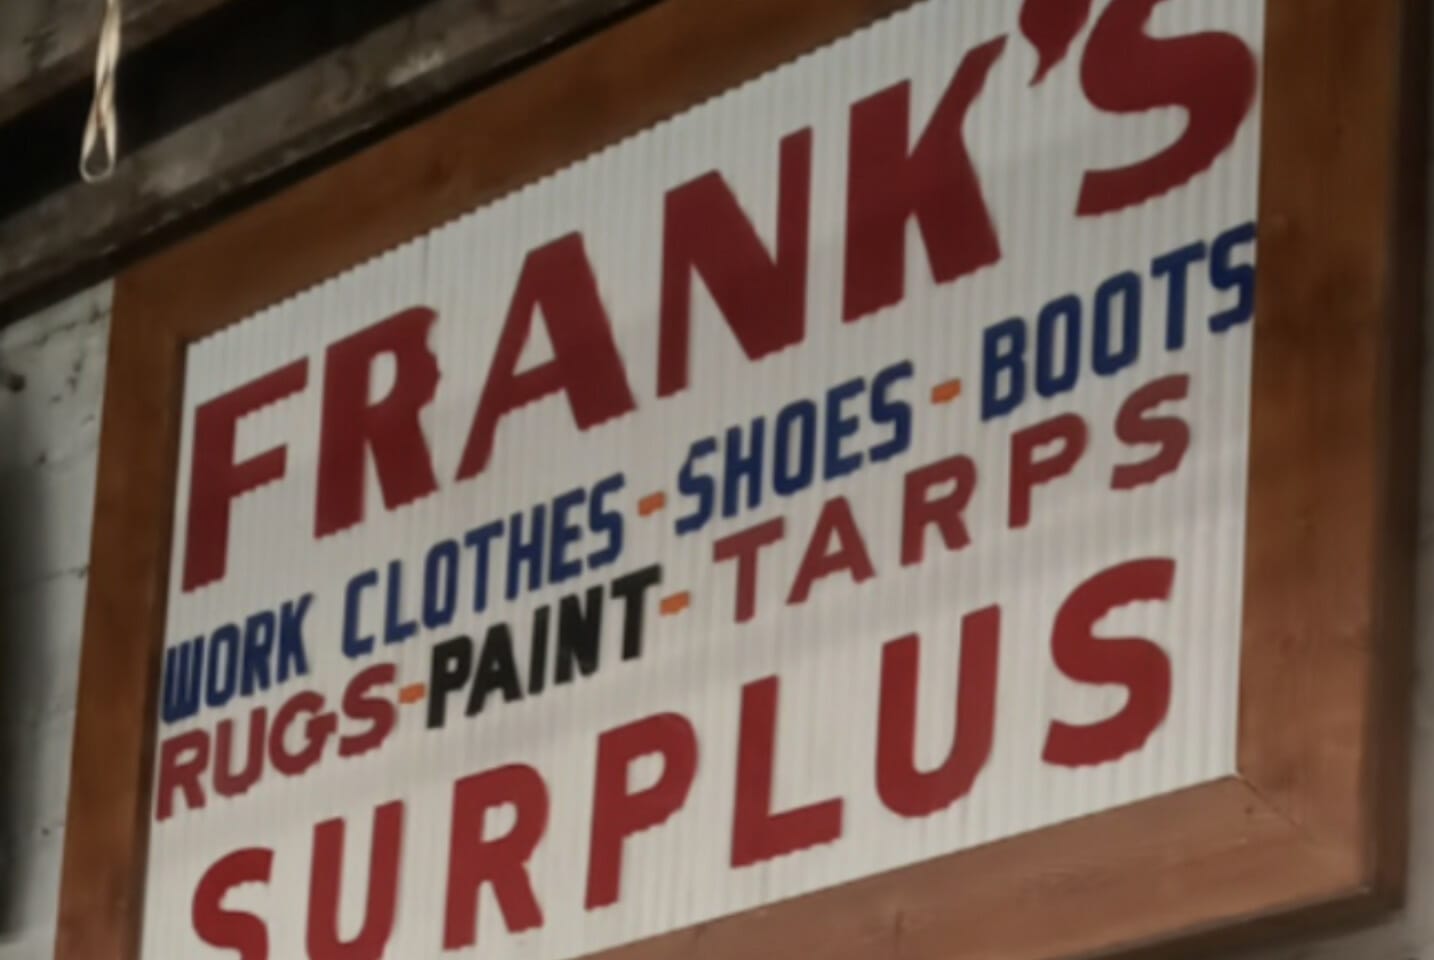 FRANK'S
WORK CLOTHES-SHOES-BOOTS
RUGS-PAINT-TARPS
SURPLUS